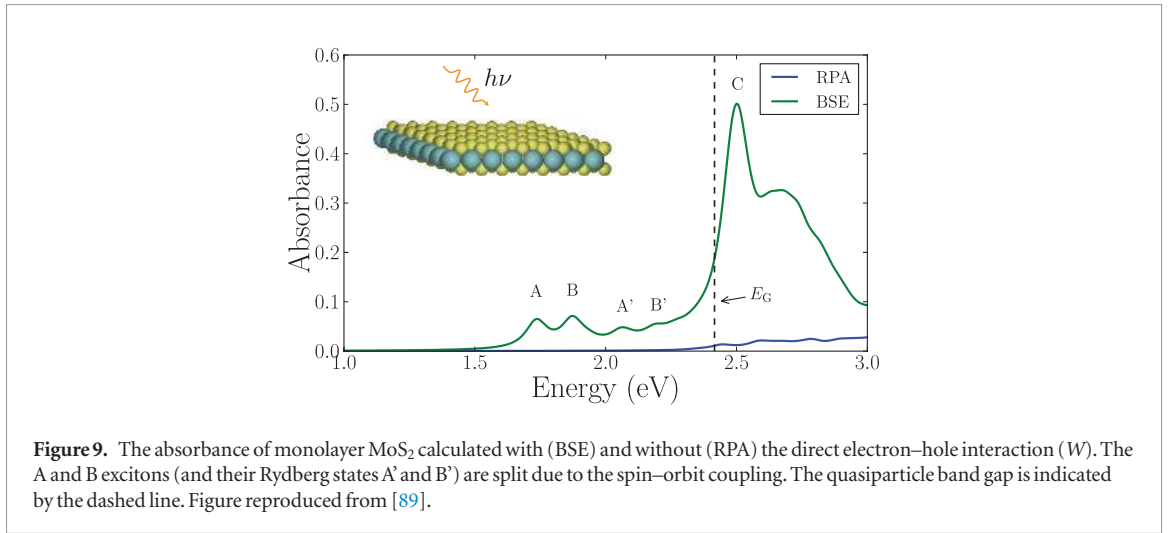 0.6
0.5
0.4
0.3
0.2
0.1
0.0
Absorbance
hν
RPA
BSE
C
A
B
A'
B'
E_G
1.0 1.5 2.0 2.5 3.0
Energy (eV)
Figure 9. The absorbance of monolayer MoS₂ calculated with (BSE) and without (RPA) the direct electron–hole interaction (W). The
A and B excitons (and their Rydberg states A’ and B’) are split due to the spin–orbit coupling. The quasiparticle band gap is indicated
by the dashed line. Figure reproduced from [89].